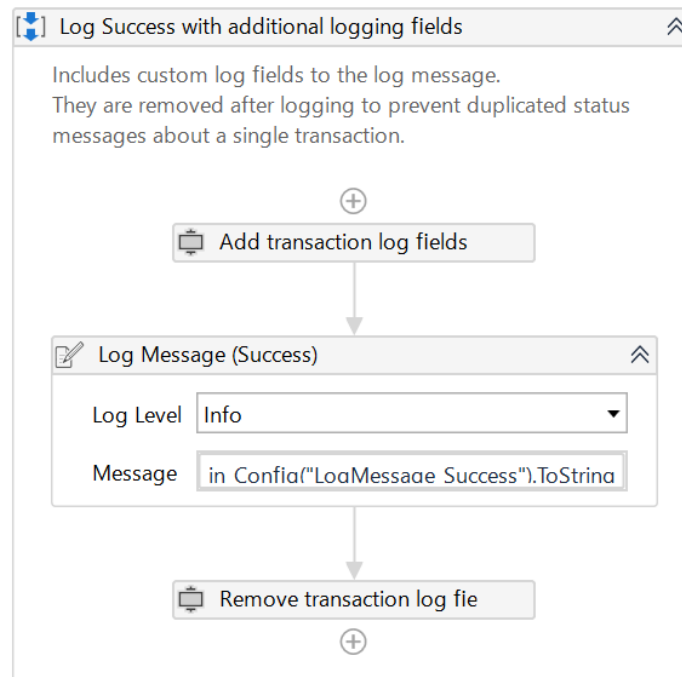 Log Success with additional logging fields
Includes custom log fields to the log message.
They are removed after logging to prevent duplicated status
messages about a single transaction.
Add transaction log fields
Log Message (Success)
Log Level Info
Message in_Config("LogMessage_Success").ToString
Remove transaction log fie